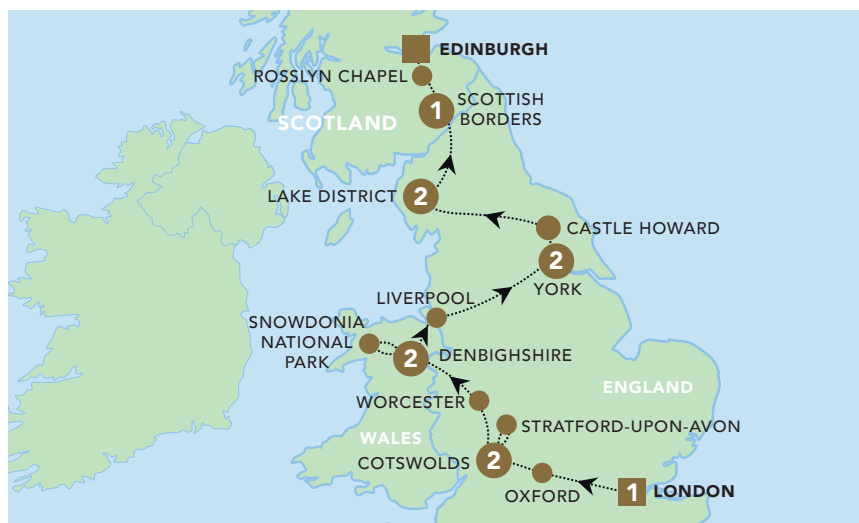 EDINBURGH
ROSSLYN CHAPEL
1
SCOTTISH
BORDERS
SCOTLAND
LAKE DISTRICT
2
CASTLE HOWARD
2
YORK
LIVERPOOL
SNOWDONIA
NATIONAL
PARK
2
DENBIGHSHIRE
ENGLAND
WORCESTER
STRATFORD-UPON-AVON
WALES
COTSWOLDS
2
OXFORD
1
LONDON